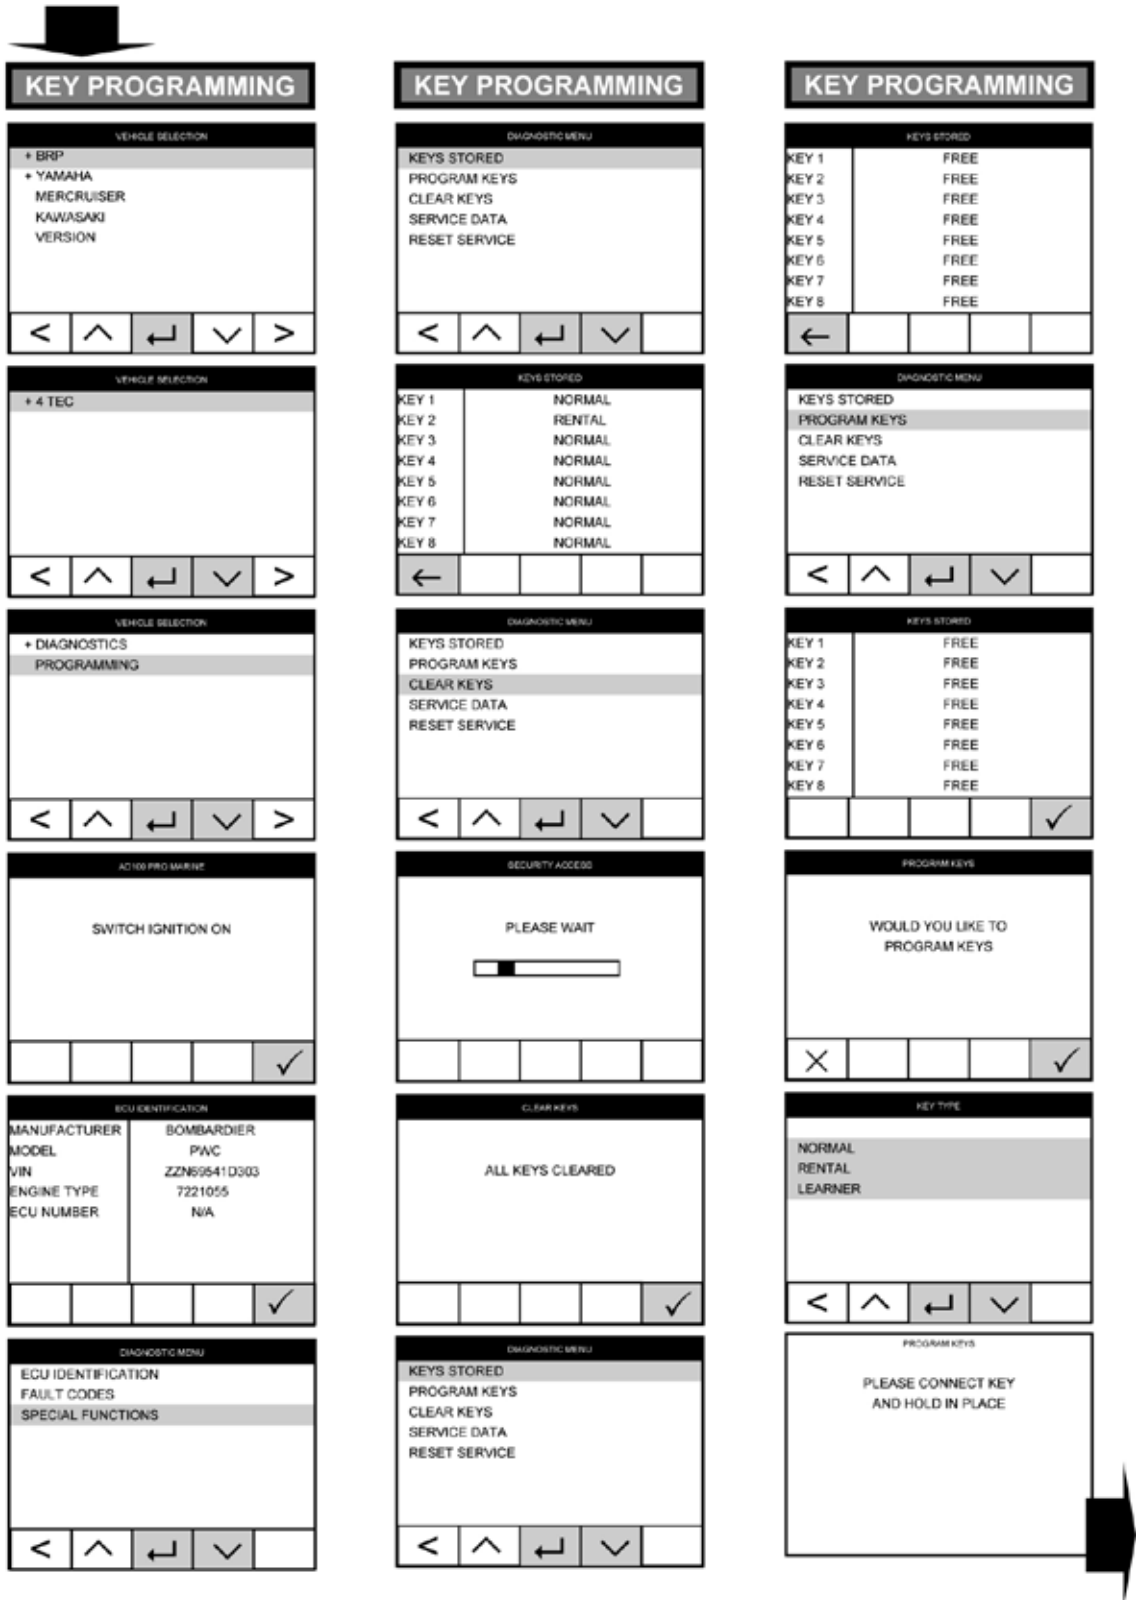 KEY PROGRAMMING
VEHICLE SELECTION
+ BRP
+ YAMAHA
MERCRUISER
KAWASAKI
VERSION
VEHICLE SELECTION
+ 4 TEC
VEHICLE SELECTION
+ DIAGNOSTICS
PROGRAMMING
AD100 PRO MARINE
SWITCH IGNITION ON
ECU IDENTIFICATION
MANUFACTURER BOMBARDIER
MODEL PWC
VIN ZZN69541D303
ENGINE TYPE 7221055
ECU NUMBER N/A
DIAGNOSTIC MENU
ECU IDENTIFICATION
FAULT CODES
SPECIAL FUNCTIONS
KEY PROGRAMMING
DIAGNOSTIC MENU
KEYS STORED
PROGRAM KEYS
CLEAR KEYS
SERVICE DATA
RESET SERVICE
KEYS STORED
KEY 1 NORMAL
KEY 2 RENTAL
KEY 3 NORMAL
KEY 4 NORMAL
KEY 5 NORMAL
KEY 6 NORMAL
KEY 7 NORMAL
KEY 8 NORMAL
DIAGNOSTIC MENU
KEYS STORED
PROGRAM KEYS
CLEAR KEYS
SERVICE DATA
RESET SERVICE
SECURITY ACCESS
PLEASE WAIT
CLEAR KEYS
ALL KEYS CLEARED
DIAGNOSTIC MENU
KEYS STORED
PROGRAM KEYS
CLEAR KEYS
SERVICE DATA
RESET SERVICE
KEY PROGRAMMING
KEYS STORED
KEY 1 FREE
KEY 2 FREE
KEY 3 FREE
KEY 4 FREE
KEY 5 FREE
KEY 6 FREE
KEY 7 FREE
KEY 8 FREE
DIAGNOSTIC MENU
KEYS STORED
PROGRAM KEYS
CLEAR KEYS
SERVICE DATA
RESET SERVICE
KEYS STORED
KEY 1 FREE
KEY 2 FREE
KEY 3 FREE
KEY 4 FREE
KEY 5 FREE
KEY 6 FREE
KEY 7 FREE
KEY 8 FREE
PROGRAM KEYS
WOULD YOU LIKE TO
PROGRAM KEYS
KEY TYPE
NORMAL
RENTAL
LEARNER
PROGRAM KEYS
PLEASE CONNECT KEY
AND HOLD IN PLACE